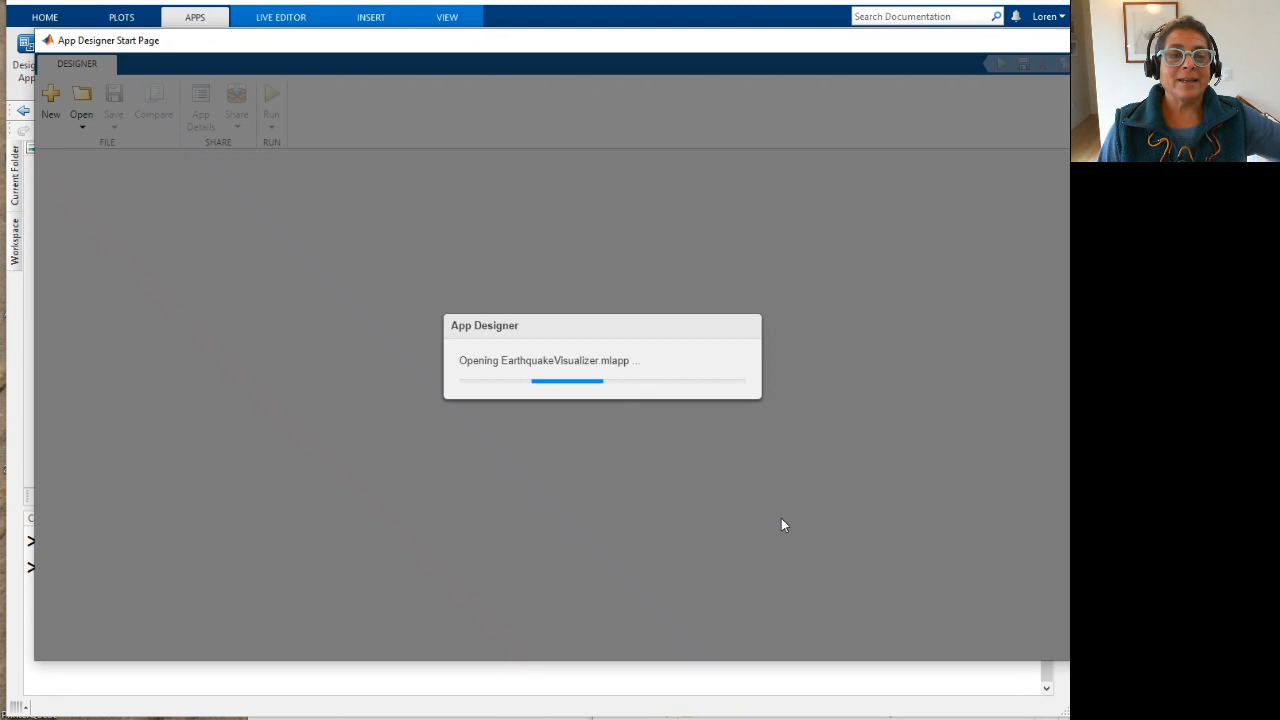 HOME PLOTS APPS LIVE EDITOR INSERT VIEW Search Documentation Loren
App Designer Start Page
DESIGNER
New Open Save Compare App Details Share Run
FILE SHARE RUN
Current Folder
Workspace
App Designer
Opening EarthquakeVisualizer.mlapp ...
>
>